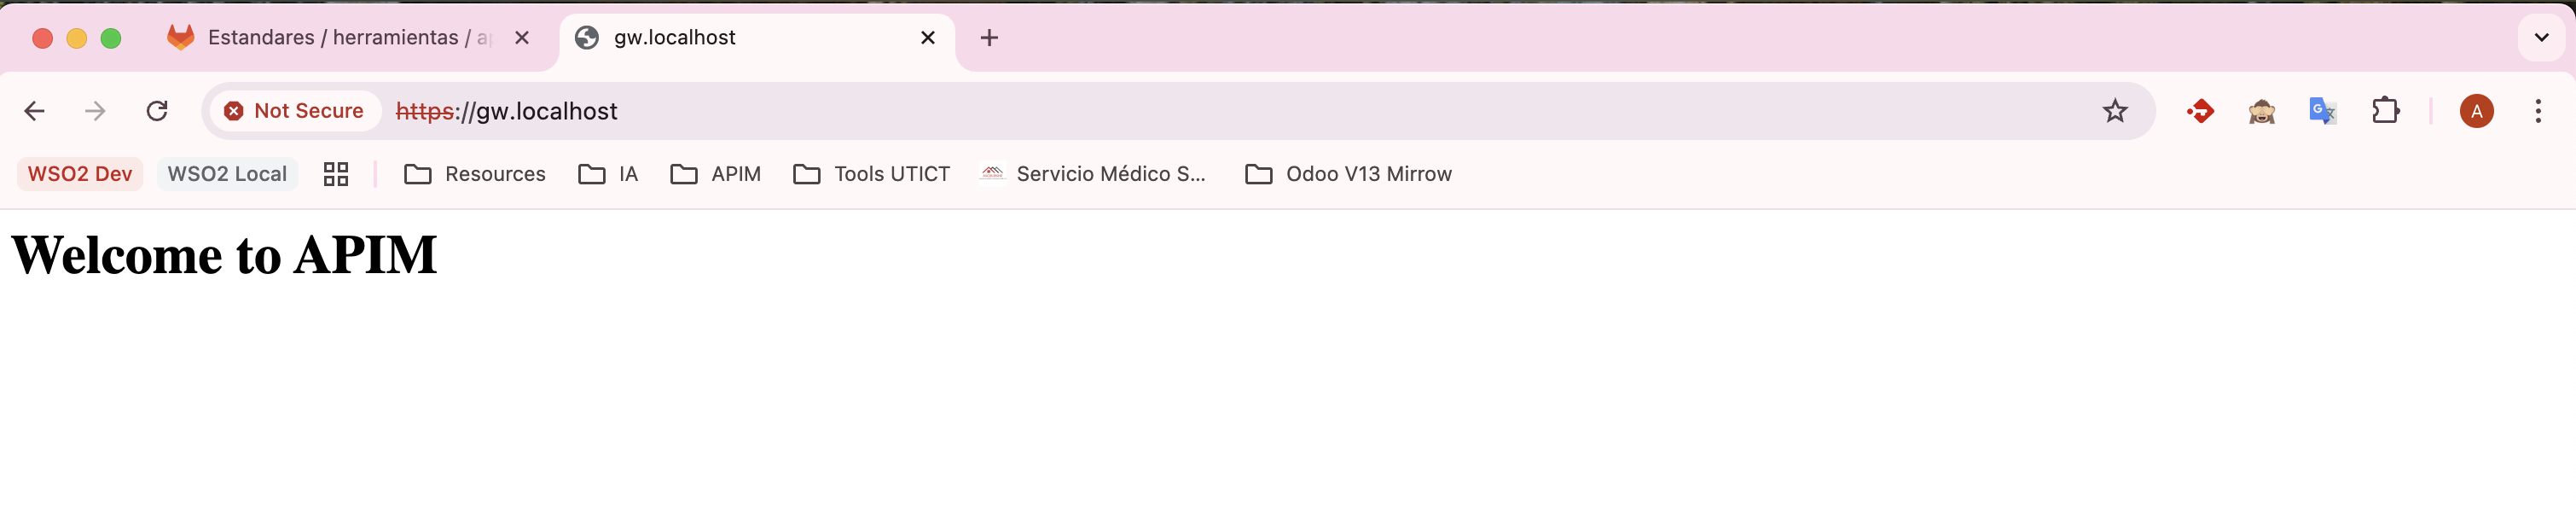 Estandares / herramientas / a
gw.localhost
Not Secure https://gw.localhost
A
WSO2 Dev WSO2 Local Resources IA APIM Tools UTICT Servicio Médico S... Odoo V13 Mirrow
Welcome to APIM